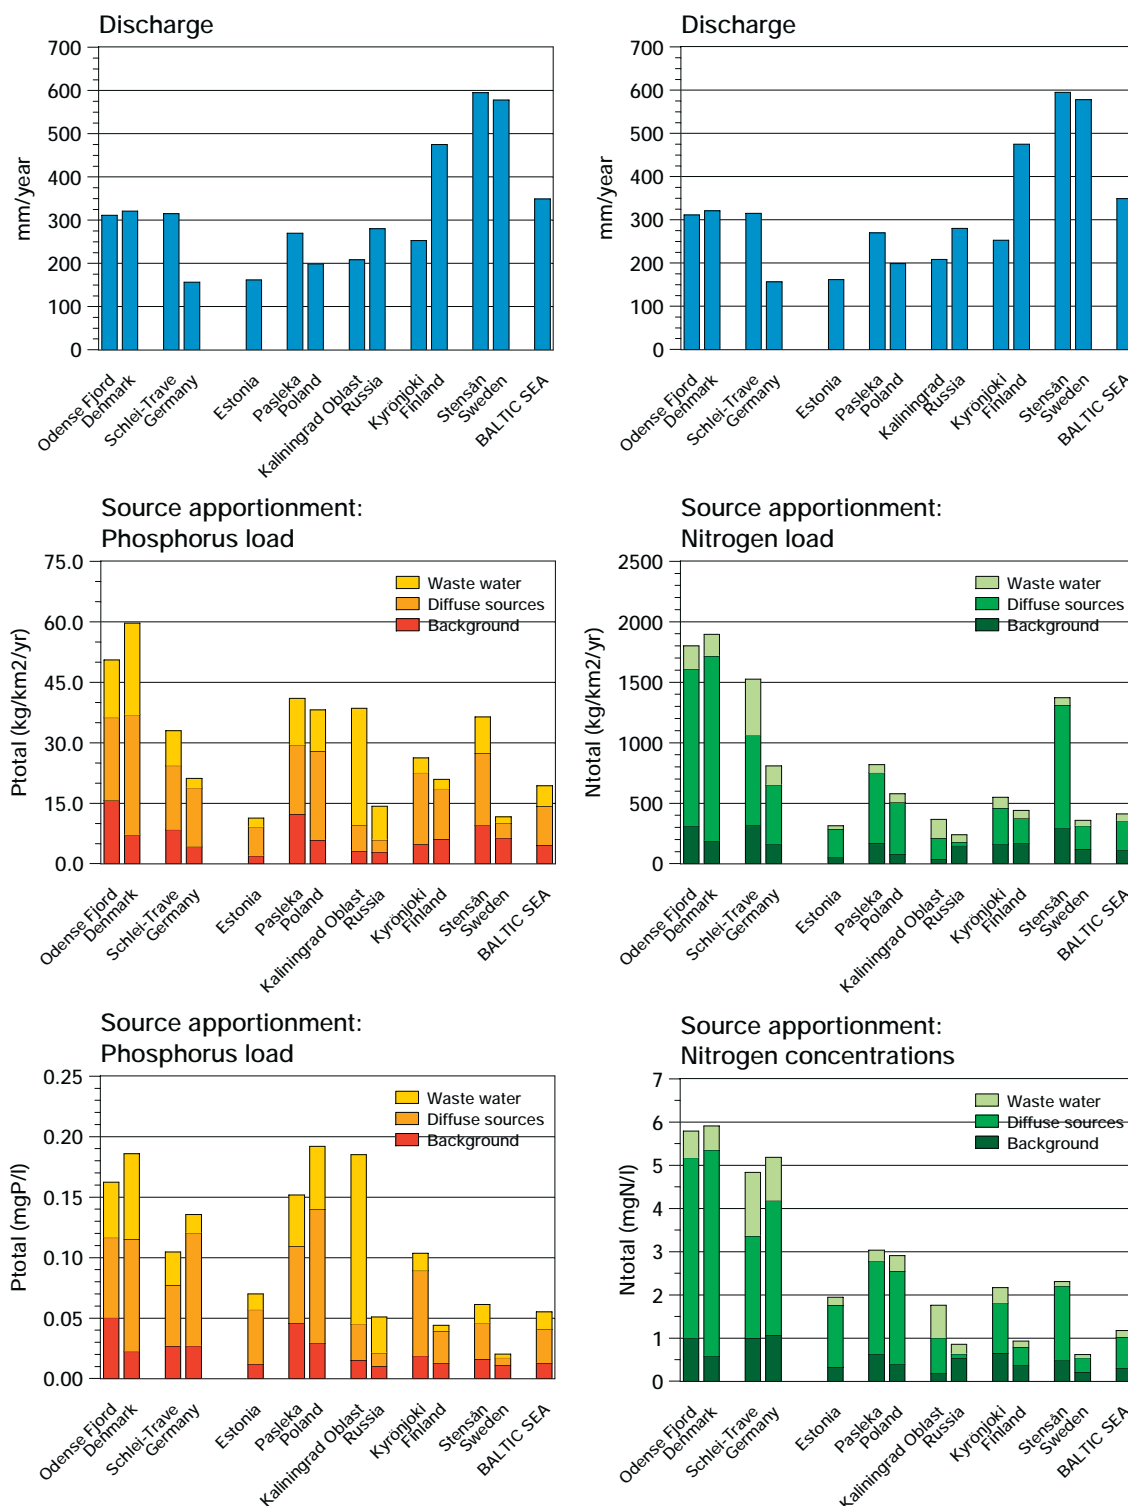 Discharge
700
600
500
400
300
200
100
0
mm/year
Odense Fjord
Denmark
Schlei-Trave
Germany
Estonia
Pasleka
Poland
Kaliningrad Oblast
Russia
Kyrönjoki
Finland
Stensån
Sweden
BALTIC SEA
Discharge
700
600
500
400
300
200
100
0
mm/year
Odense Fjord
Denmark
Schlei-Trave
Germany
Estonia
Pasleka
Poland
Kaliningrad
Russia
Kyrönjoki
Finland
Stensån
Sweden
BALTIC SEA
Source apportionment:
Phosphorus load
75.0
60.0
45.0
30.0
15.0
0.0
Ptotal (kg/km2/yr)
Waste water
Diffuse sources
Background
Odense Fjord
Denmark
Schlei-Trave
Germany
Estonia
Pasleka
Poland
Kaliningrad Oblast
Russia
Kyrönjoki
Finland
Stensån
Sweden
BALTIC SEA
Source apportionment:
Nitrogen load
2500
2000
1500
1000
500
0
Ntotal (kg/km2/yr)
Waste water
Diffuse sources
Background
Odense Fjord
Denmark
Schlei-Trave
Germany
Estonia
Pasleka
Poland
Kaliningrad Oblast
Russia
Kyrönjoki
Finland
Stensån
Sweden
BALTIC SEA
Source apportionment:
Phosphorus load
0.25
0.20
0.15
0.10
0.05
0.00
Ptotal (mgP/l)
Waste water
Diffuse sources
Background
Odense Fjord
Denmark
Schlei-Trave
Germany
Estonia
Pasleka
Poland
Kaliningrad Oblast
Russia
Kyrönjoki
Finland
Stensån
Sweden
BALTIC SEA
Source apportionment:
Nitrogen concentrations
7
6
5
4
3
2
1
0
Ntotal (mgN/l)
Waste water
Diffuse sources
Background
Odense Fjord
Denmark
Schlei-Trave
Germany
Estonia
Pasleka
Poland
Kaliningrad Oblast
Russia
Kyrönjoki
Finland
Stensån
Sweden
BALTIC SEA